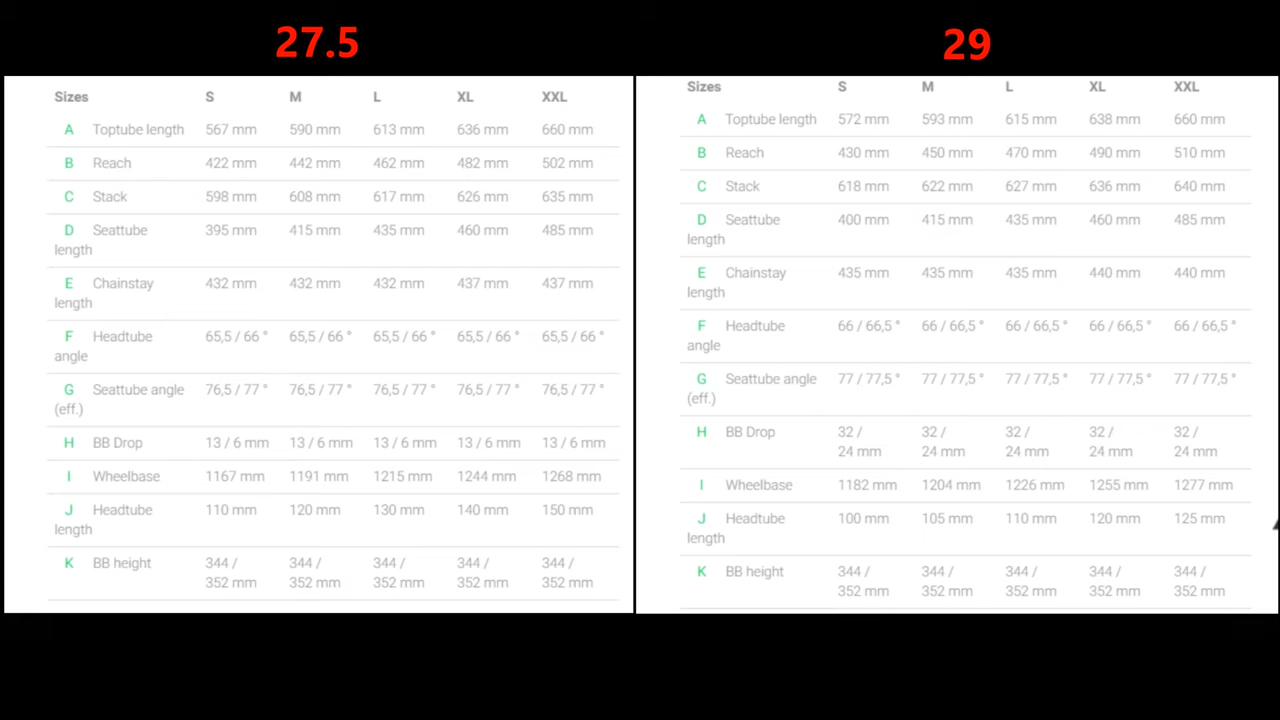 27.5
Sizes S M L XL XXL
A Toptube length 567 mm 590 mm 613 mm 636 mm 660 mm
B Reach 422 mm 442 mm 462 mm 482 mm 502 mm
C Stack 598 mm 608 mm 617 mm 626 mm 635 mm
D Seattube 395 mm 415 mm 435 mm 460 mm 485 mm
length
E Chainstay 432 mm 432 mm 432 mm 437 mm 437 mm
length
F Headtube 65,5 / 66 ° 65,5 / 66 ° 65,5 / 66 ° 65,5 / 66 ° 65,5 / 66 °
angle
G Seattube angle 76,5 / 77 ° 76,5 / 77 ° 76,5 / 77 ° 76,5 / 77 ° 76,5 / 77 °
(eff.)
H BB Drop 13 / 6 mm 13 / 6 mm 13 / 6 mm 13 / 6 mm 13 / 6 mm
I Wheelbase 1167 mm 1191 mm 1215 mm 1244 mm 1268 mm
J Headtube 110 mm 120 mm 130 mm 140 mm 150 mm
length
K BB height 344 / 344 / 344 / 344 / 344 /
352 mm 352 mm 352 mm 352 mm 352 mm
29
Sizes S M L XL XXL
A Toptube length 572 mm 593 mm 615 mm 638 mm 660 mm
B Reach 430 mm 450 mm 470 mm 490 mm 510 mm
C Stack 618 mm 622 mm 627 mm 636 mm 640 mm
D Seattube 400 mm 415 mm 435 mm 460 mm 485 mm
length
E Chainstay 435 mm 435 mm 435 mm 440 mm 440 mm
length
F Headtube 66 / 66,5 ° 66 / 66,5 ° 66 / 66,5 ° 66 / 66,5 ° 66 / 66,5 °
angle
G Seattube angle 77 / 77,5 ° 77 / 77,5 ° 77 / 77,5 ° 77 / 77,5 ° 77 / 77,5 °
(eff.)
H BB Drop 32 / 32 / 32 / 32 / 32 /
24 mm 24 mm 24 mm 24 mm 24 mm
I Wheelbase 1182 mm 1204 mm 1226 mm 1255 mm 1277 mm
J Headtube 100 mm 105 mm 110 mm 120 mm 125 mm
length
K BB height 344 / 344 / 344 / 344 / 344 /
352 mm 352 mm 352 mm 352 mm 352 mm